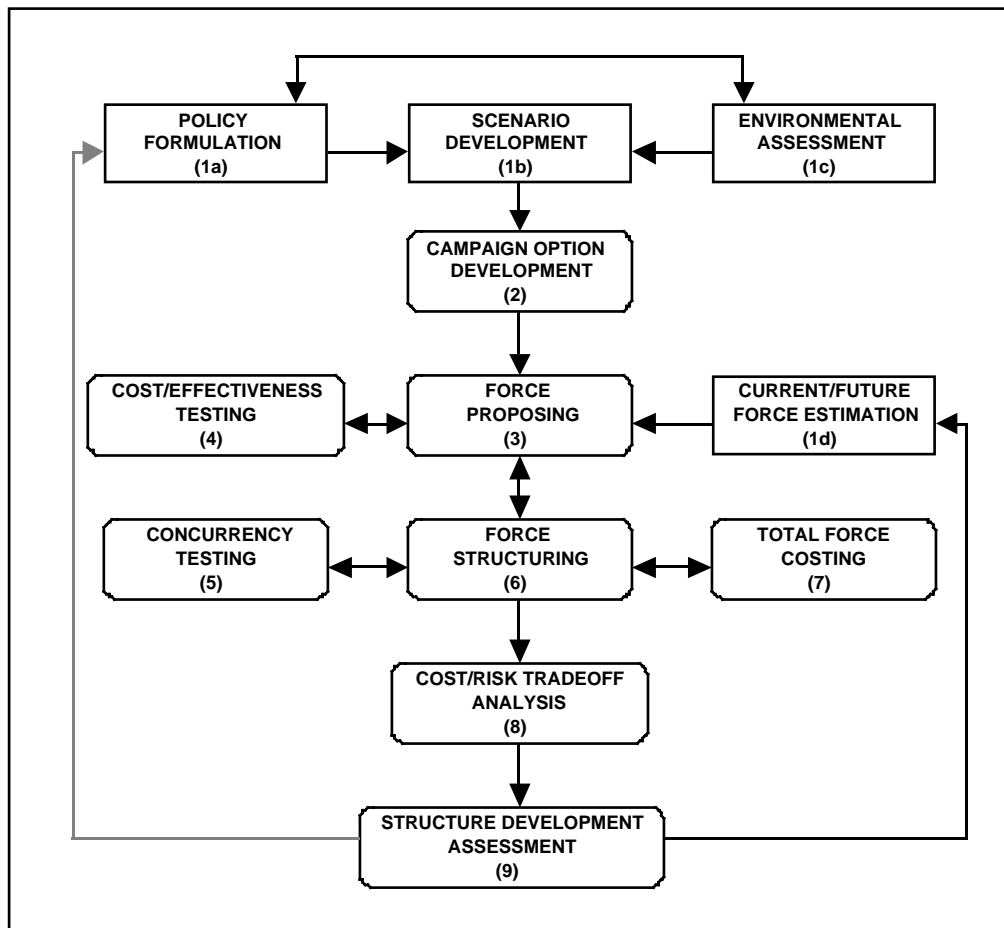 POLICY
FORMULATION
(1a)
SCENARIO
DEVELOPMENT
(1b)
ENVIRONMENTAL
ASSESSMENT
(1c)
CAMPAIGN OPTION
DEVELOPMENT
(2)
COST/EFFECTIVENESS
TESTING
(4)
FORCE
PROPOSING
(3)
CURRENT/FUTURE
FORCE ESTIMATION
(1d)
CONCURRENCY
TESTING
(5)
FORCE
STRUCTURING
(6)
TOTAL FORCE
COSTING
(7)
COST/RISK TRADEOFF
ANALYSIS
(8)
STRUCTURE DEVELOPMENT
ASSESSMENT
(9)